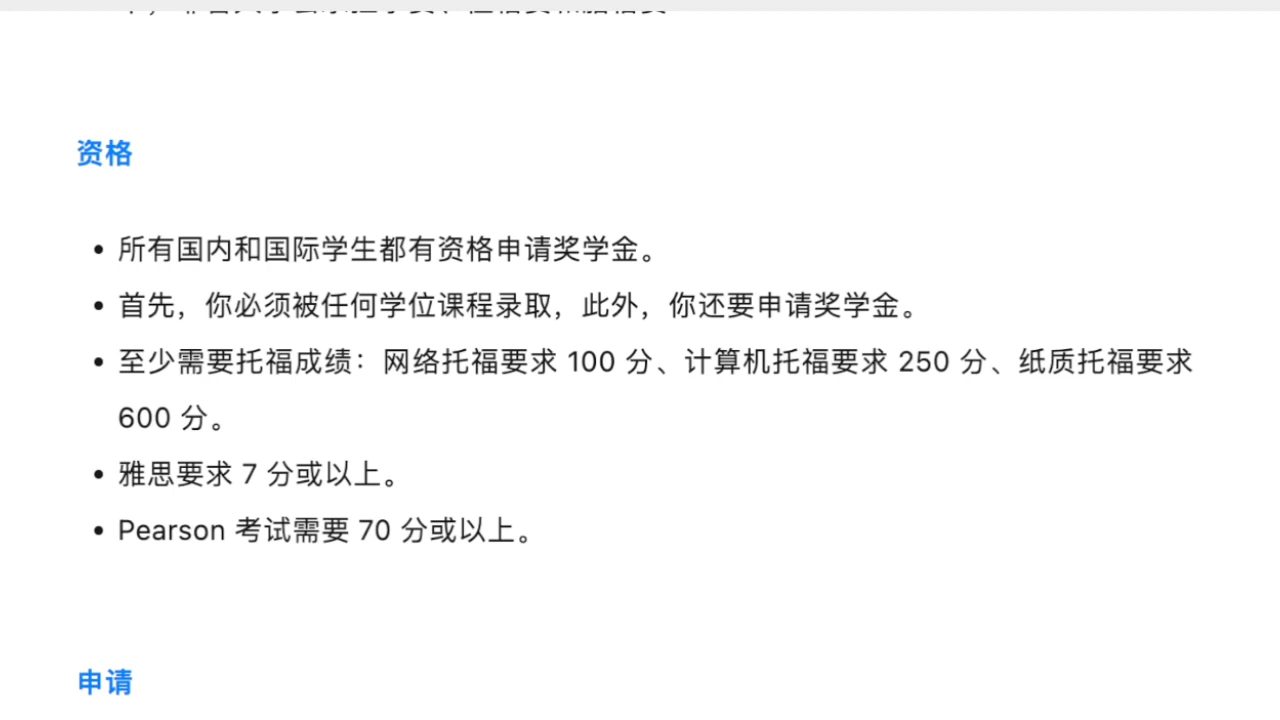 资格
所有国内和国际学生都有资格申请奖学金。
首先，你必须被任何学位课程录取，此外，你还要申请奖学金。
至少需要托福成绩：网络托福要求 100 分、计算机托福要求 250 分、纸质托福要求
600 分。
雅思要求 7 分或以上。
Pearson 考试需要 70 分或以上。
申请